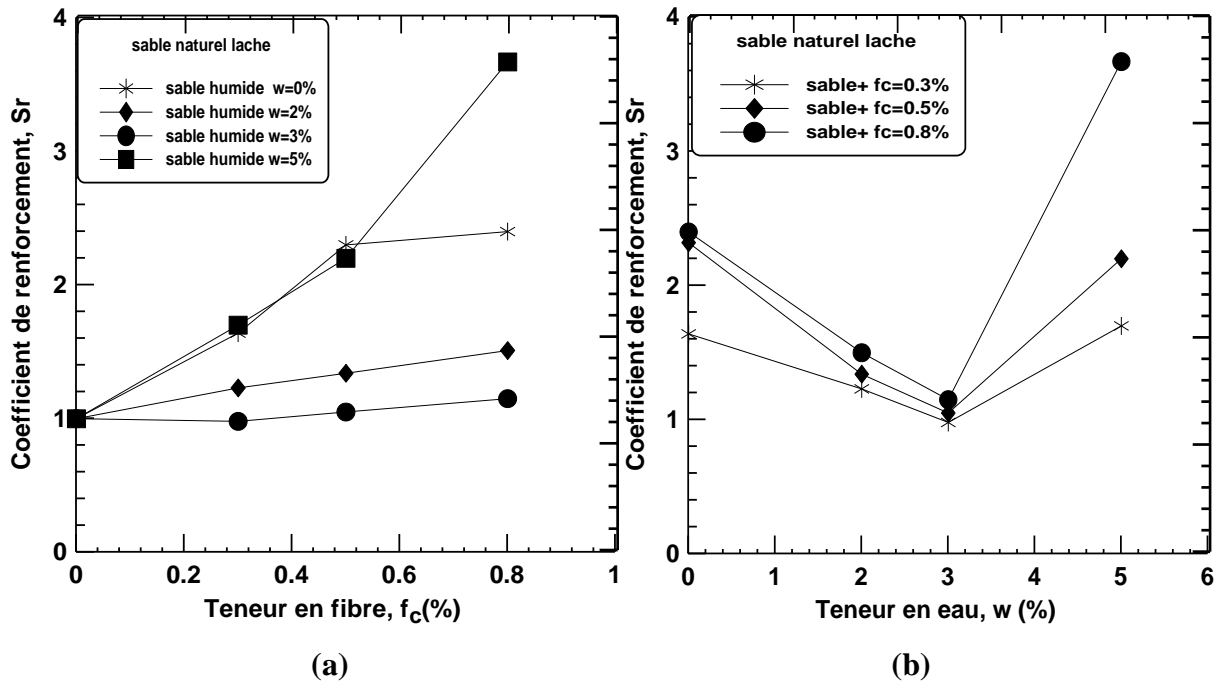 sable naturel lache
sable humide w=0%
sable humide w=2%
sable humide w=3%
sable humide w=5%
Coefficient de renforcement, Sr
4
3
2
1
0
0
0.2
0.4
0.6
0.8
1
Teneur en fibre, fc(%)
(a)
sable naturel lache
sable+ fc=0.3%
sable+ fc=0.5%
sable+ fc=0.8%
Coefficient de renforcement, Sr
4
3
2
1
0
0
1
2
3
4
5
6
Teneur en eau, w (%)
(b)